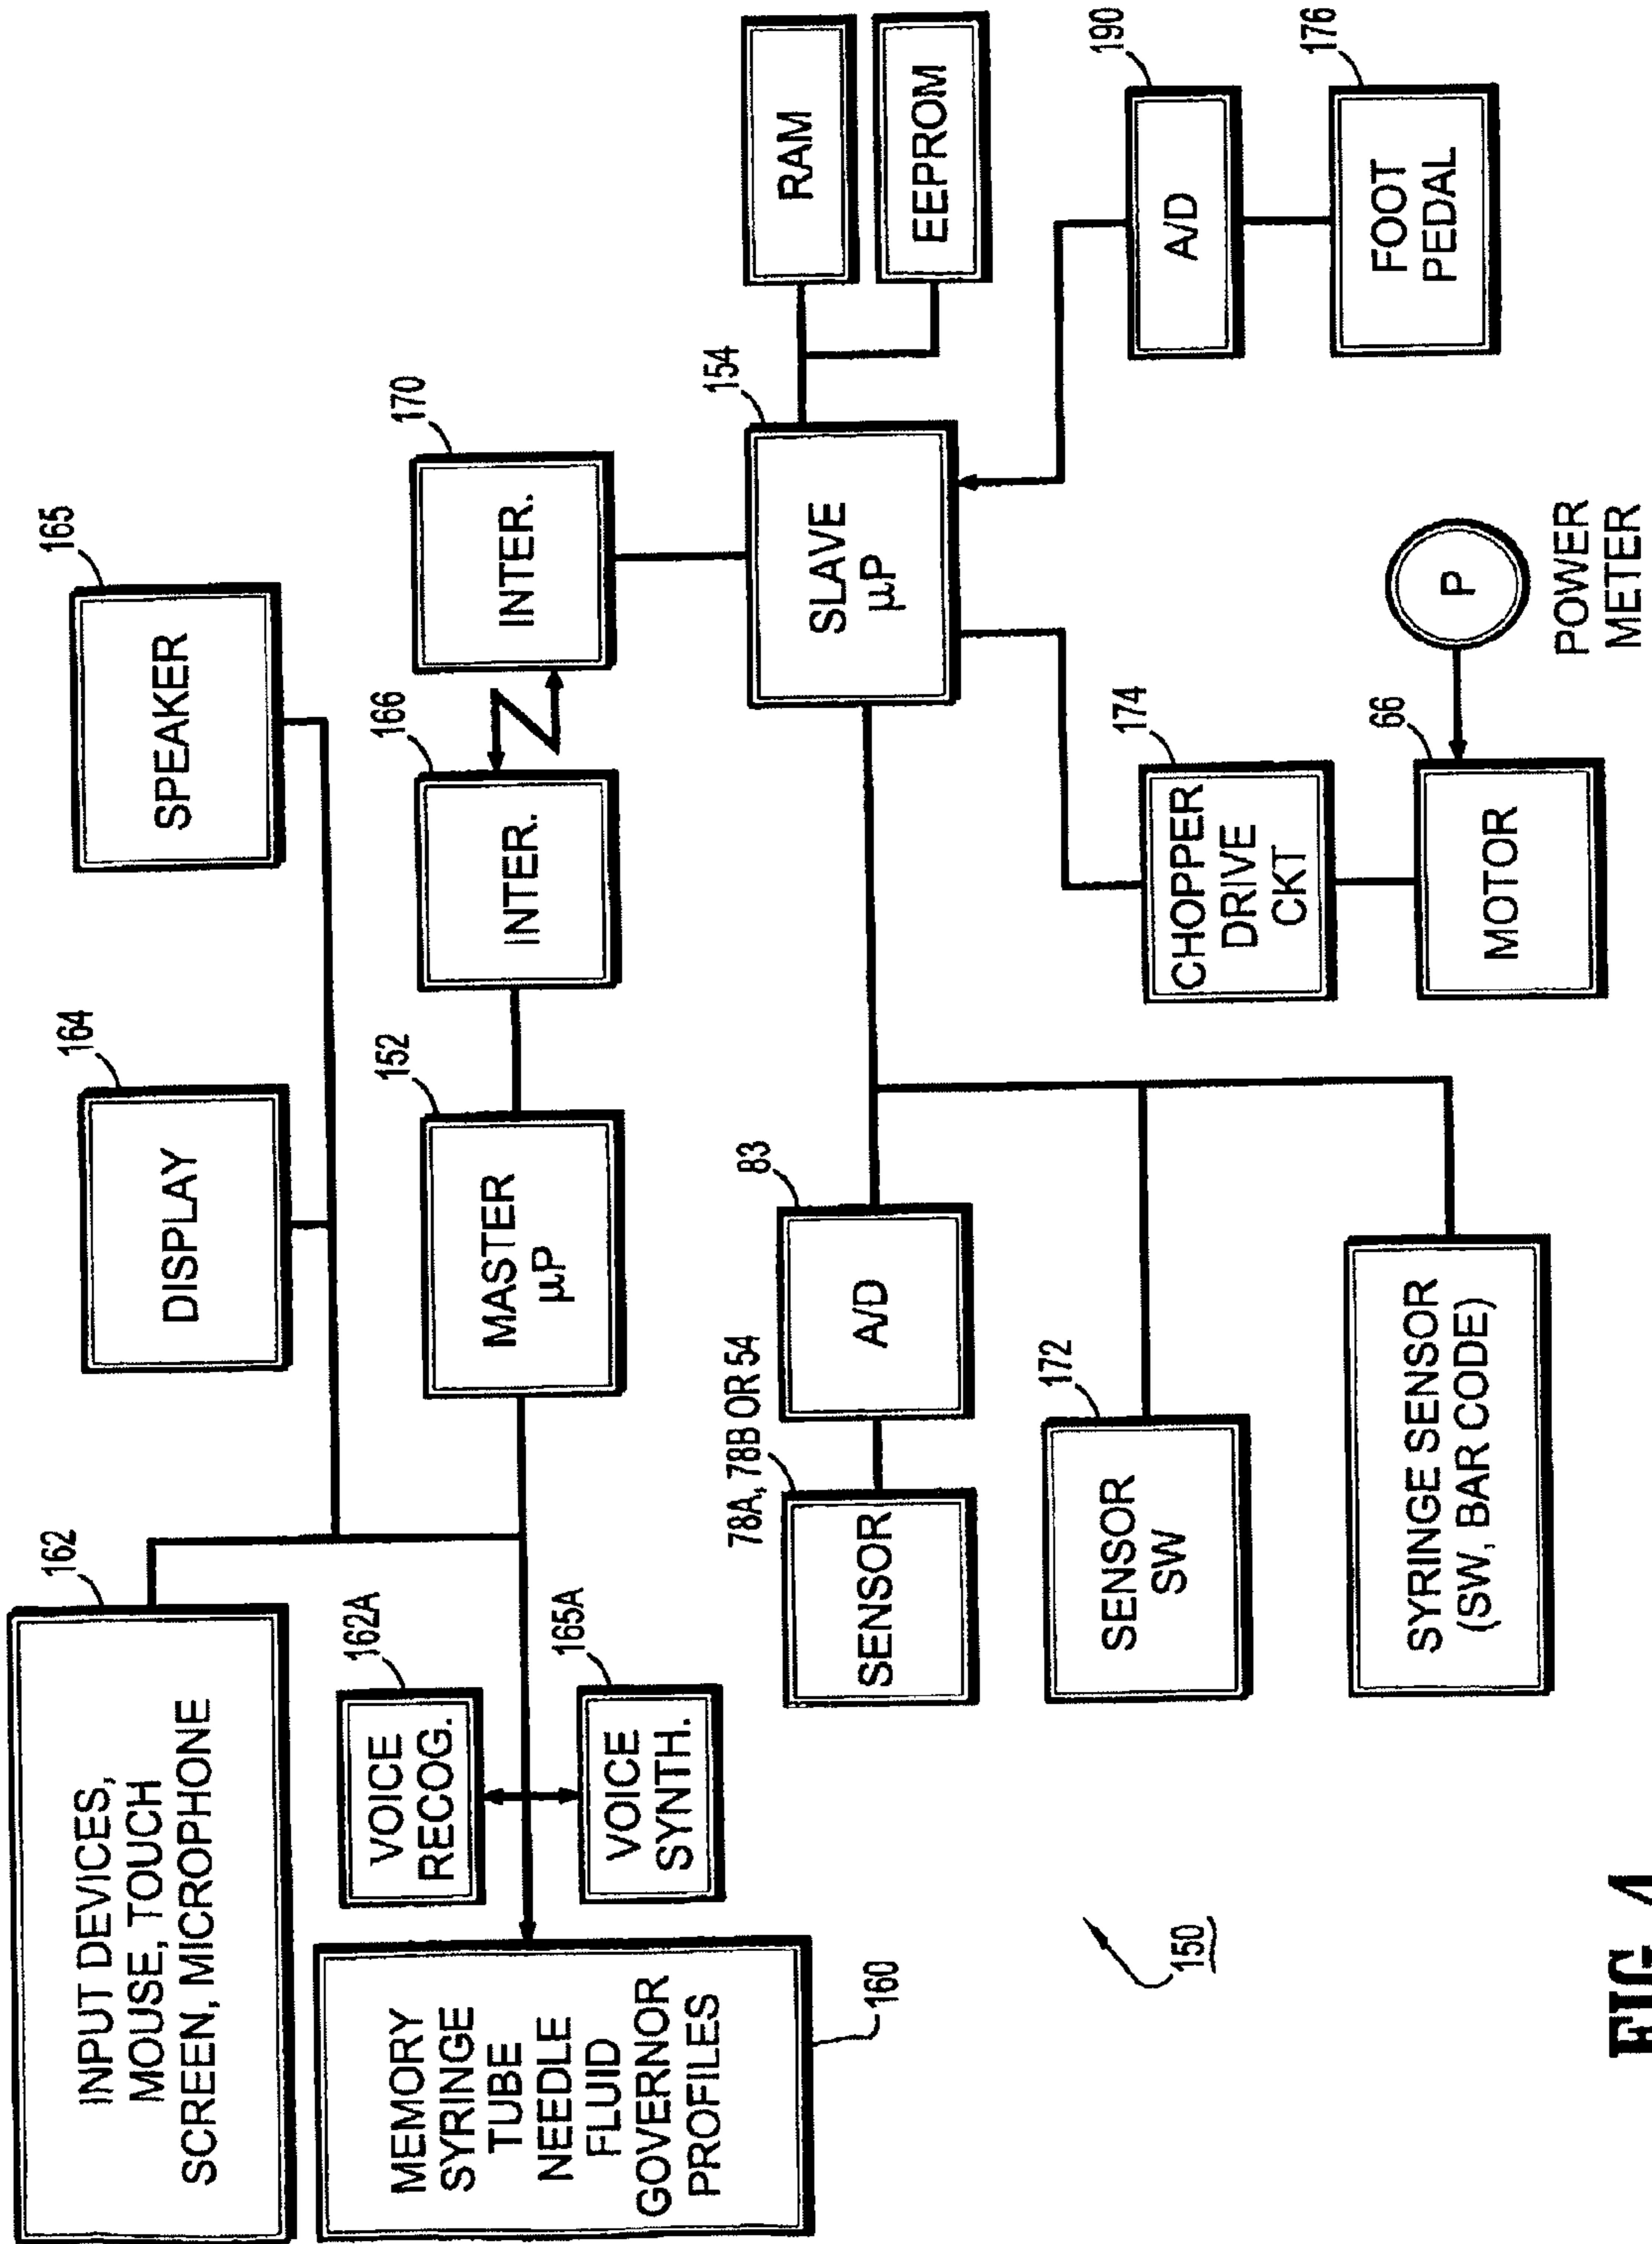 INPUT DEVICES,
MOUSE, TOUCH
SCREEN, MICROPHONE
162
DISPLAY
164
SPEAKER
165
VOICE
RECOG.
162A
VOICE
SYNTH.
165A
MEMORY
SYRINGE
TUBE
NEEDLE
FLUID
GOVERNOR
PROFILES
160
MASTER
µP
152
INTER.
166
INTER.
170
SENSOR
78A, 78B OR 54
A/D
83
SLAVE
µP
154
RAM
EEPROM
SENSOR
SW
172
SYRINGE SENSOR
(SW, BAR CODE)
CHOPPER
DRIVE
CKT
174
MOTOR
66
P
POWER
METER
A/D
190
FOOT
PEDAL
176
150
FIG. 4